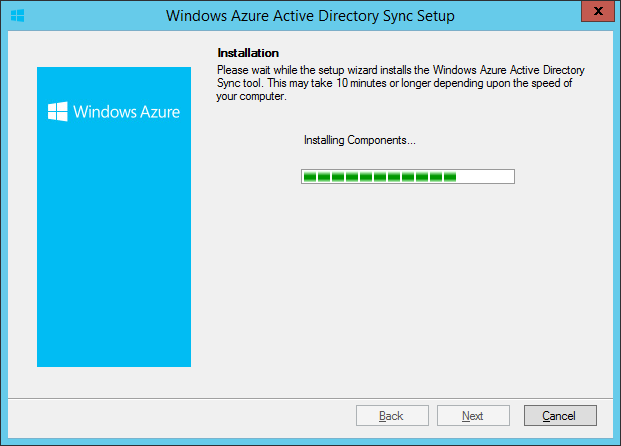 Windows Azure Active Directory Sync Setup
x
Installation
Please wait while the setup wizard installs the Windows Azure Active Directory
Sync tool. This may take 10 minutes or longer depending upon the speed of
your computer.
Windows Azure
Installing Components...
Back
Next
Cancel